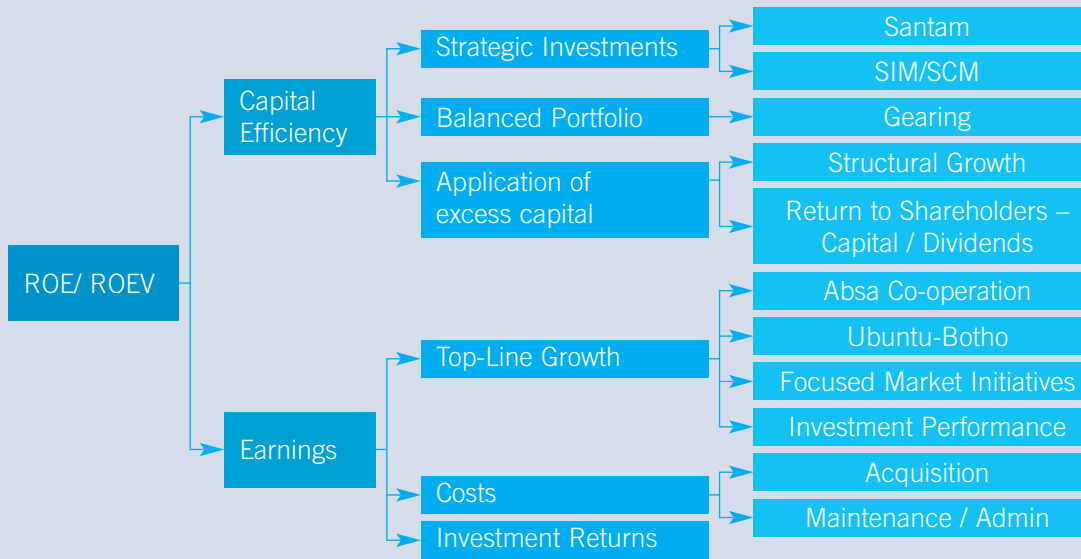 ROE/ ROEV
Capital
Efficiency
Strategic Investments
Santam
SIM/SCM
Balanced Portfolio
Gearing
Application of
excess capital
Structural Growth
Return to Shareholders –
Capital / Dividends
Earnings
Top-Line Growth
Absa Co-operation
Ubuntu-Botho
Focused Market Initiatives
Investment Performance
Costs
Acquisition
Maintenance / Admin
Investment Returns